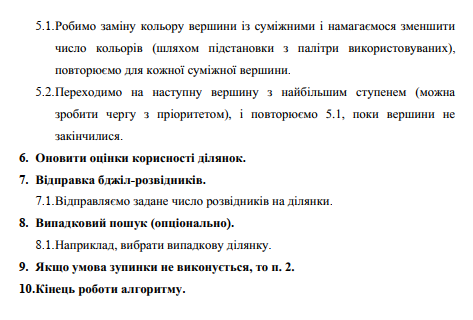 5.1.Робимо заміну кольору вершини із суміжними і намагаємося зменшити
число кольорів (шляхом підстановки з палітри використовуваних),
повторюємо для кожної суміжної вершини.
5.2.Переходимо на наступну вершину з найбільшим ступенем (можна
зробити чергу з пріоритетом), і повторюємо 5.1, поки вершини не
закінчилися.
6. Оновити оцінки корисності ділянок.
7. Відправка бджіл-розвідників.
7.1.Відправляємо задане число розвідників на ділянки.
8. Випадковий пошук (опціонально).
8.1.Наприклад, вибрати випадкову ділянку.
9. Якщо умова зупинки не виконується, то п. 2.
10.Кінець роботи алгоритму.